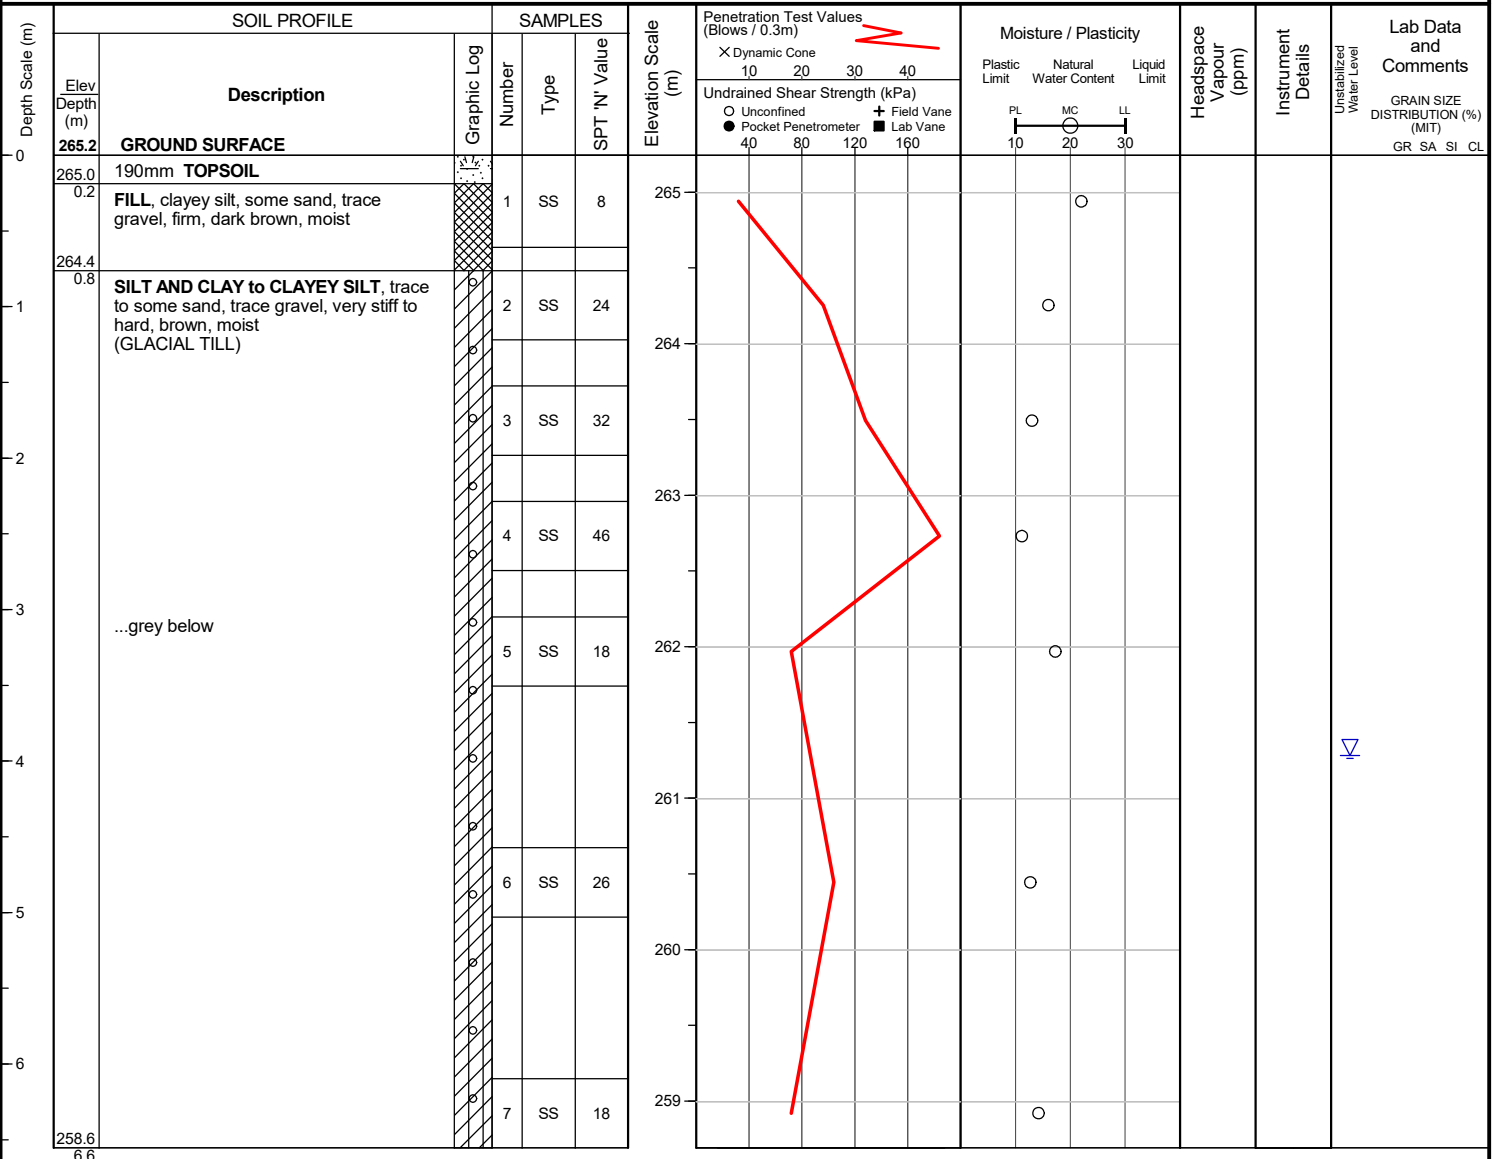 SOIL PROFILE
SAMPLES
Depth Scale (m)
Elev
Depth
(m)
Description
Graphic Log
Number
Type
SPT 'N' Value
Elevation Scale
(m)
Penetration Test Values
(Blows / 0.3m)
× Dynamic Cone
10 20 30 40
Undrained Shear Strength (kPa)
Unconfined
Field Vane
Pocket Penetrometer
Lab Vane
40 80 120 160
Moisture / Plasticity
Plastic
Limit
Natural
Water Content
Liquid
Limit
PL MC LL
10 20 30
Headspace
Vapour
(ppm)
Instrument
Details
Unstabilized
Water Level
Lab Data
and
Comments
GRAIN SIZE
DISTRIBUTION (%)
(MIT)
GR SA SI CL
265.2 GROUND SURFACE
0
265.0 190mm TOPSOIL
0.2
FILL, clayey silt, some sand, trace
gravel, firm, dark brown, moist
1 SS 8
265
264.4
0.8
SILT AND CLAY to CLAYEY SILT, trace
to some sand, trace gravel, very stiff to
hard, brown, moist
(GLACIAL TILL)
1
2 SS 24
264
3 SS 32
2
263
4 SS 46
3
...grey below
5 SS 18
262
4
261
6 SS 26
5
260
6
259
7 SS 18
258.6
6.6